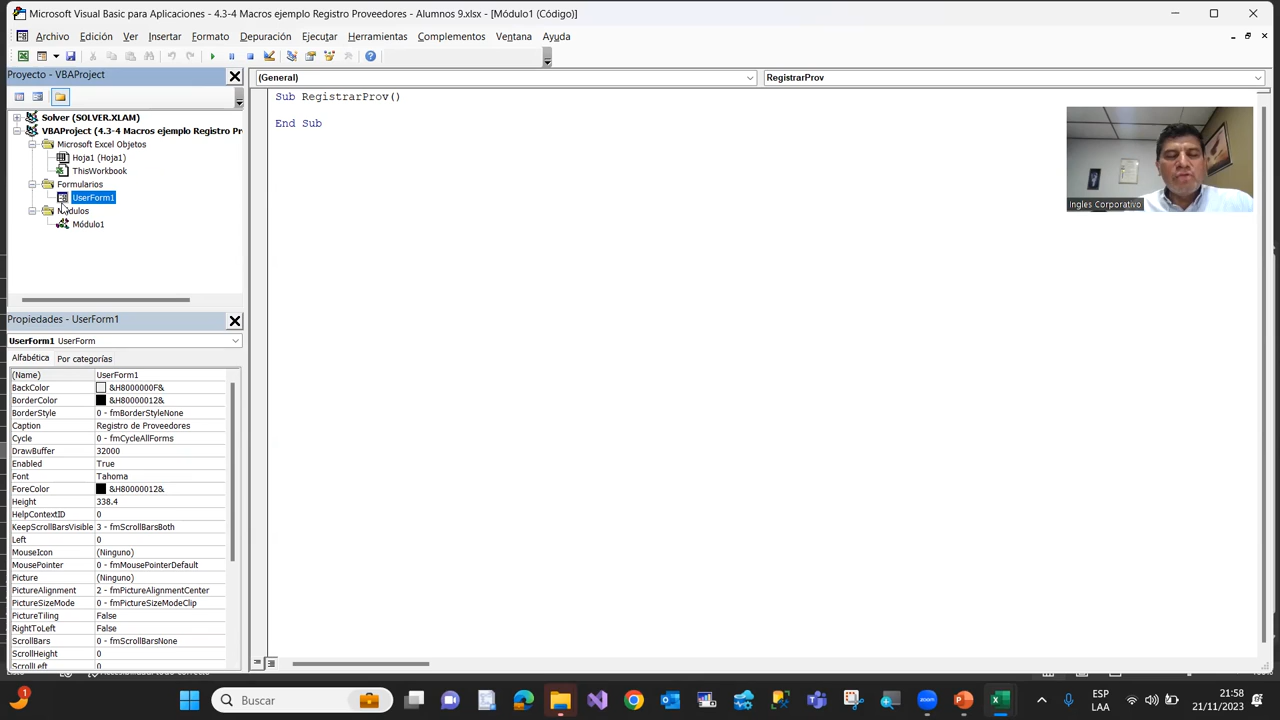 Microsoft Visual Basic para Aplicaciones - 4.3-4 Macros ejemplo Registro Proveedores - Alumnos 9.xlsx - [Módulo1 (Código)]
Archivo Edición Ver Insertar Formato Depuración Ejecutar Herramientas Complementos Ventana Ayuda
Proyecto - VBAProject
(General) RegistrarProv
Sub RegistrarProv()
End Sub
Solver (SOLVER.XLAM)
VBAProject (4.3-4 Macros ejemplo Registro Pr
Microsoft Excel Objetos
Hoja1 (Hoja1)
ThisWorkbook
Formularios
UserForm1
Módulos
Módulo1
Ingles Corporativo
Propiedades - UserForm1
UserForm1 UserForm
Alfabética Por categorías
(Name) UserForm1
BackColor &H8000000F&
BorderColor &H80000012&
BorderStyle 0 - fmBorderStyleNone
Caption Registro de Proveedores
Cycle 0 - fmCycleAllForms
DrawBuffer 32000
Enabled True
Font Tahoma
ForeColor &H80000012&
Height 338.4
HelpContextID 0
KeepScrollBarsVisible 3 - fmScrollBarsBoth
Left 0
MouseIcon (Ninguno)
MousePointer 0 - fmMousePointerDefault
Picture (Ninguno)
PictureAlignment 2 - fmPictureAlignmentCenter
PictureSizeMode 0 - fmPictureSizeModeClip
PictureTiling False
RightToLeft False
ScrollBars 0 - fmScrollBarsNone
ScrollHeight 0
ScrollLeft 0
1 Buscar zoom ESP LAA 21:58 21/11/2023